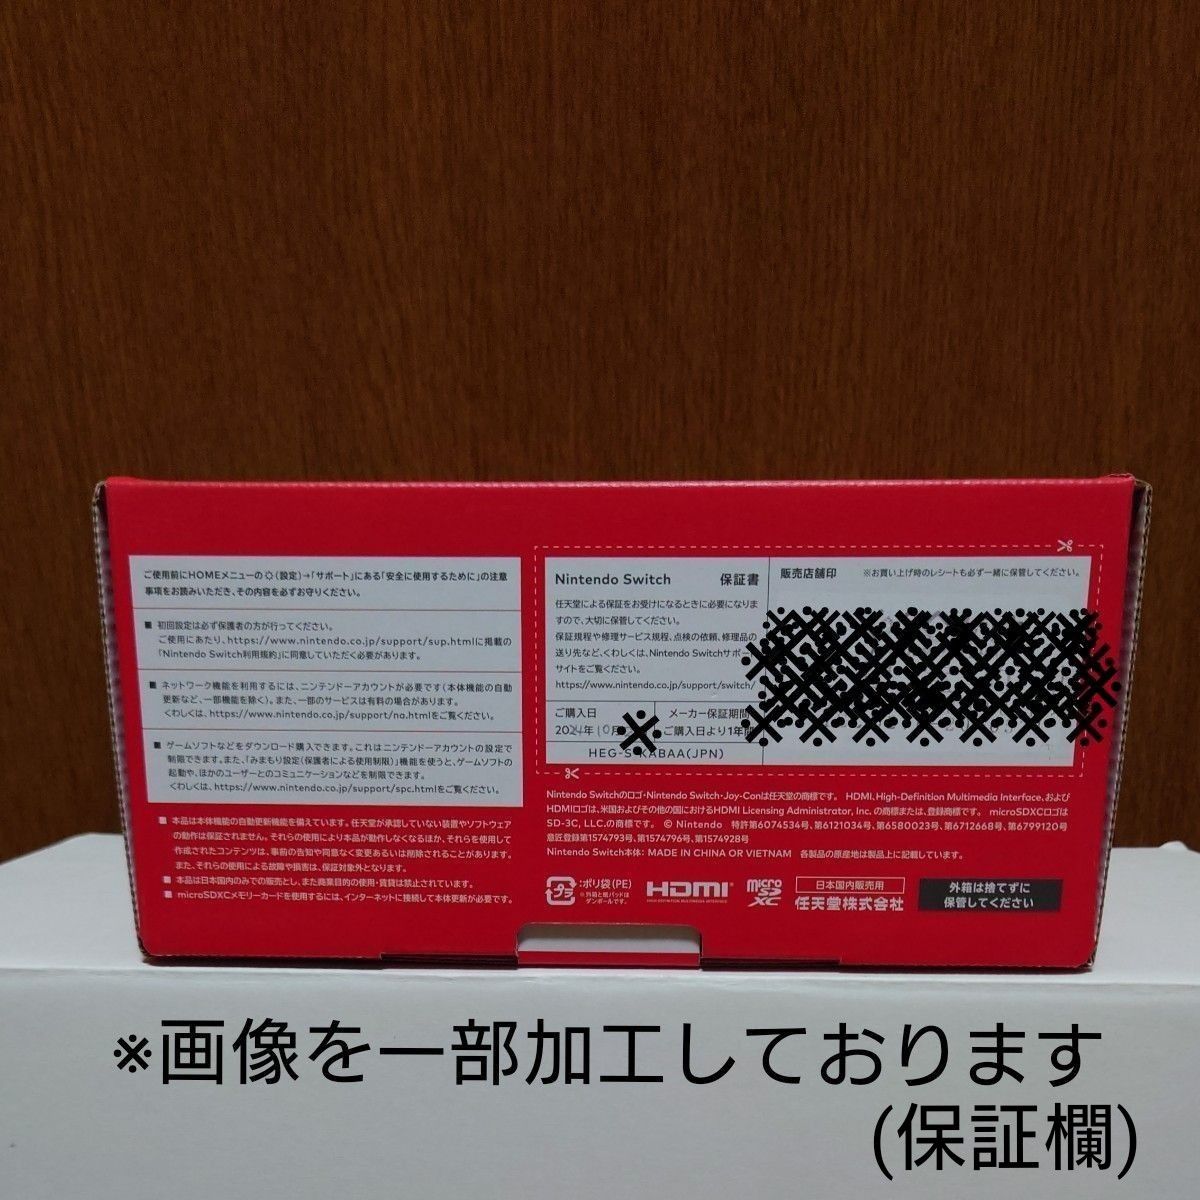 ご使用前にHOMEメニューの(設定)→「サポート」にある「安全に使用するために」の注意
事項をお読みいただき、その内容を必ずお守りください。
■ 初回設定は必ず保護者の方が行ってください。
ご使用にあたり、https://www.nintendo.co.jp/support/sup.htmlに掲載の
「Nintendo Switch利用規約」に同意していただく必要があります。
■ ネットワーク機能を利用するには、ニンテンドーアカウントが必要です(本体機能の自動
更新など、一部機能を除く)。また、一部のサービスは有料の場合があります。
くわしくは、https://www.nintendo.co.jp/support/na.htmlをご覧ください。
■ ゲームソフトなどをダウンロード購入できます。これはニンテンドーアカウントの設定で
制限できます。また、「みまもり設定(保護者による使用制限)」機能を使うと、ゲームソフトの
起動や、ほかのユーザーとのコミュニケーションなどを制限できます。
くわしくは、https://www.nintendo.co.jp/support/spc.htmlをご覧ください。
■ 本品は本体機能の自動更新機能を備えています。任天堂が承認していない装置やソフトウェア
の動作は保証されません。それらの使用により本品が動作しなくなるほか、それらを使用して
作成されたコンテンツは、事前の告知や同意なく変更あるいは削除されることがあります。
また、それらの使用による故障や損害は、保証対象外となります。
■ 本品は日本国内のみでの販売とし、また商業目的の使用・賃貸は禁止されています。
■ microSDXCメモリーカードを使用するには、インターネットに接続して本体更新が必要です。
Nintendo Switch 保証書
任天堂による保証をお受けになるときに必要になりま
すので、大切に保管してください。
保証規程や修理サービス規程、点検の依頼、修理品の
送り先など、くわしくは、Nintendo Switchサポー
サイトをご覧ください。
https://www.nintendo.co.jp/support/switch/
ご購入日
2024年10月
※
メーカー保証期間
ご購入日より1年間
HEG-S-KABAA(JPN)
販売店舗印 ※お買い上げ時のレシートも必ず一緒に保管してください。
Nintendo Switchのロゴ・Nintendo Switch・Joy-Conは任天堂の商標です。 HDMI、High-Definition Multimedia Interface、および
HDMIロゴは、米国およびその他の国におけるHDMI Licensing Administrator, Inc. の商標または、登録商標です。 microSDXCロゴは
SD-3C, LLC.の商標です。 © Nintendo 特許第6074534号、第6121034号、第6580023号、第6712668号、第6799120号
意匠登録第1574793号、第1574796号、第1574928号
Nintendo Switch本体: MADE IN CHINA OR VIETNAM 各製品の原産地は製品上に記載しています。
プラ
:ポリ袋(PE)
※外箱と紙パッドは
ダンボールです。
HDMI
HIGH-DEFINITION MULTIMEDIA INTERFACE
micro
SD
XC
日本国内販売用
任天堂株式会社
外箱は捨てずに
保管してください
※画像を一部加工しております
(保証欄)